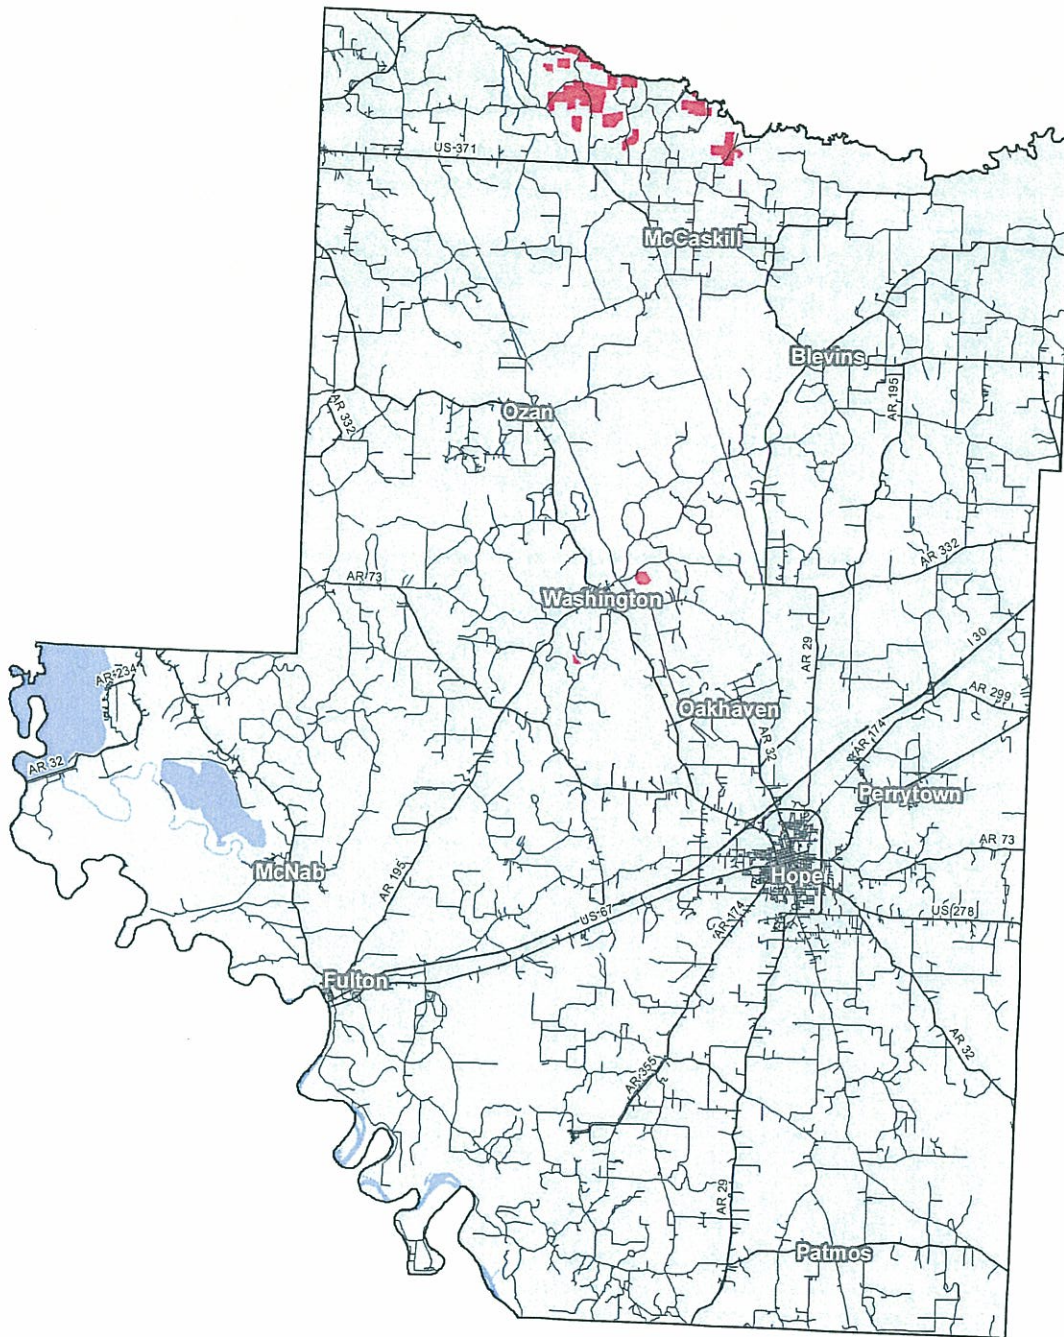 US-371
McCaskill
Blevins
AR 195
AR 332
Ozan
AR 332
AR 73
Washington
AR 29
I 30
AR-234
AR 299
Oakhaven
AR 32
AR 174
AR 32
Perrytown
AR 73
McNab
Hope
AR 195
US-67
AR 174
US 278
Fulton
AR 32
AR-355
AR 29
Patmos